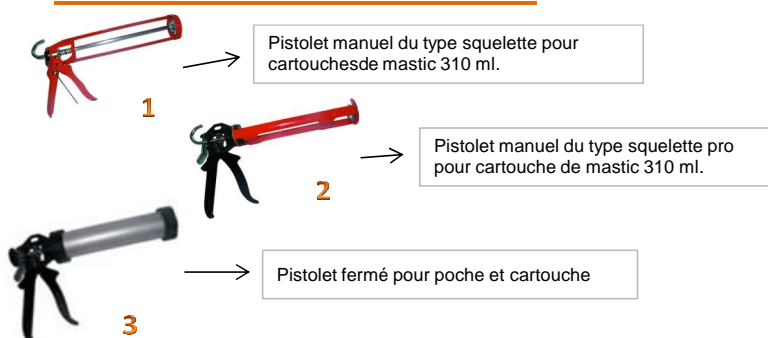 Pistolet manuel du type squelette pour
cartouchesde mastic 310 ml.
1
Pistolet manuel du type squelette pro
pour cartouche de mastic 310 ml.
2
Pistolet fermé pour poche et cartouche
3